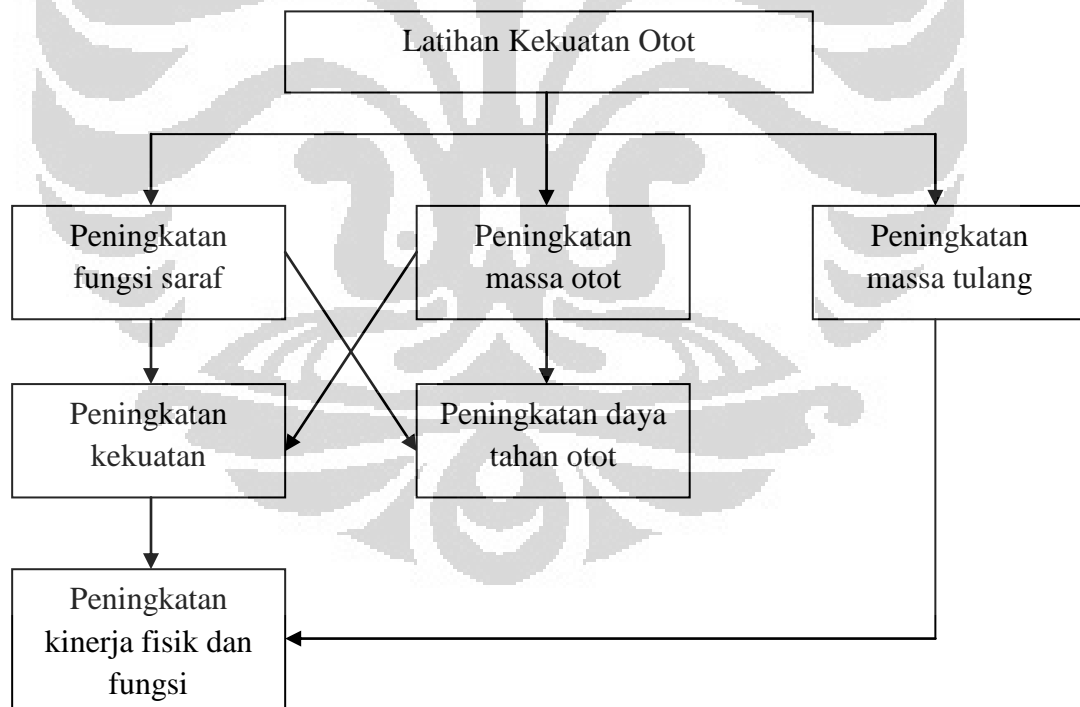 Latihan Kekuatan Otot
Peningkatan
fungsi saraf
Peningkatan
massa otot
Peningkatan
massa tulang
Peningkatan
kekuatan
Peningkatan daya
tahan otot
Peningkatan
kinerja fisik dan
fungsi